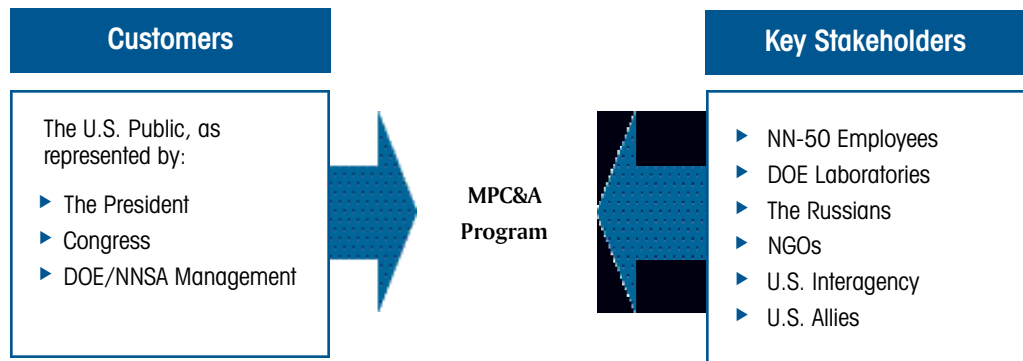 Customers
The U.S. Public, as
represented by:
The President
Congress
DOE/NNSA Management
MPC&A
Program
Key Stakeholders
NN-50 Employees
DOE Laboratories
The Russians
NGOs
U.S. Interagency
U.S. Allies